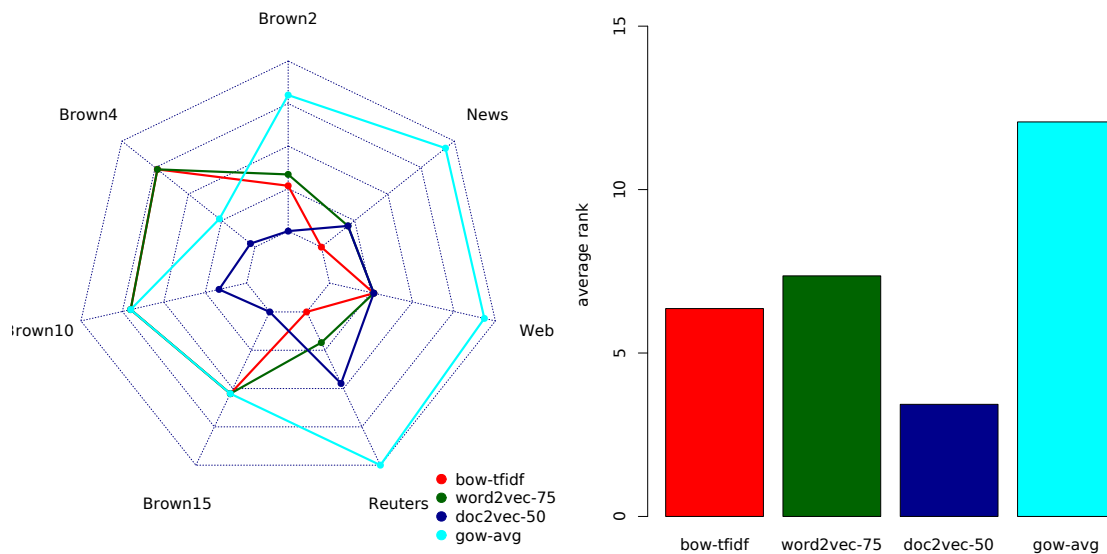 Brown2
Brown4
News
Brown10
Web
Brown15
Reuters
bow-tfidf
word2vec-75
doc2vec-50
gow-avg
average rank
15
10
5
0
bow-tfidf
word2vec-75
doc2vec-50
gow-avg